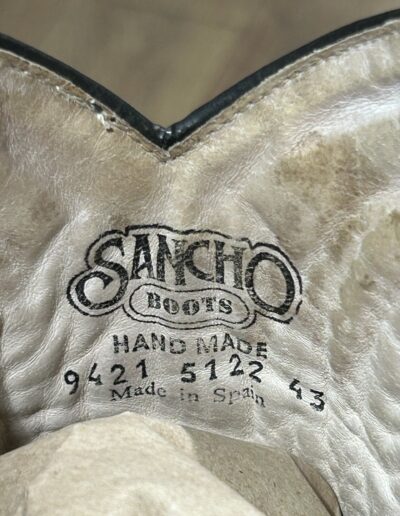 SANCHO
BOOTS
HAND MADE
9421 5122 43
Made in Spain